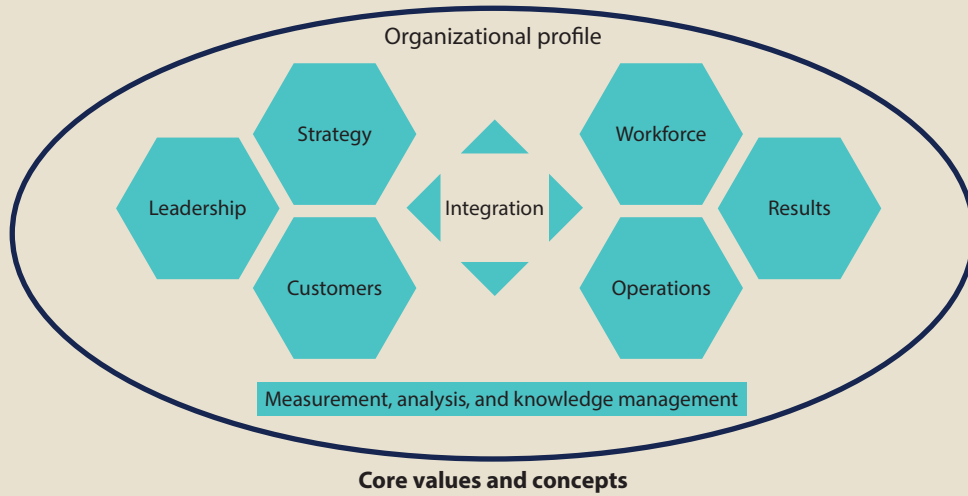 Organizational profile
Strategy
Workforce
Leadership
Integration
Results
Customers
Operations
Measurement, analysis, and knowledge management
Core values and concepts